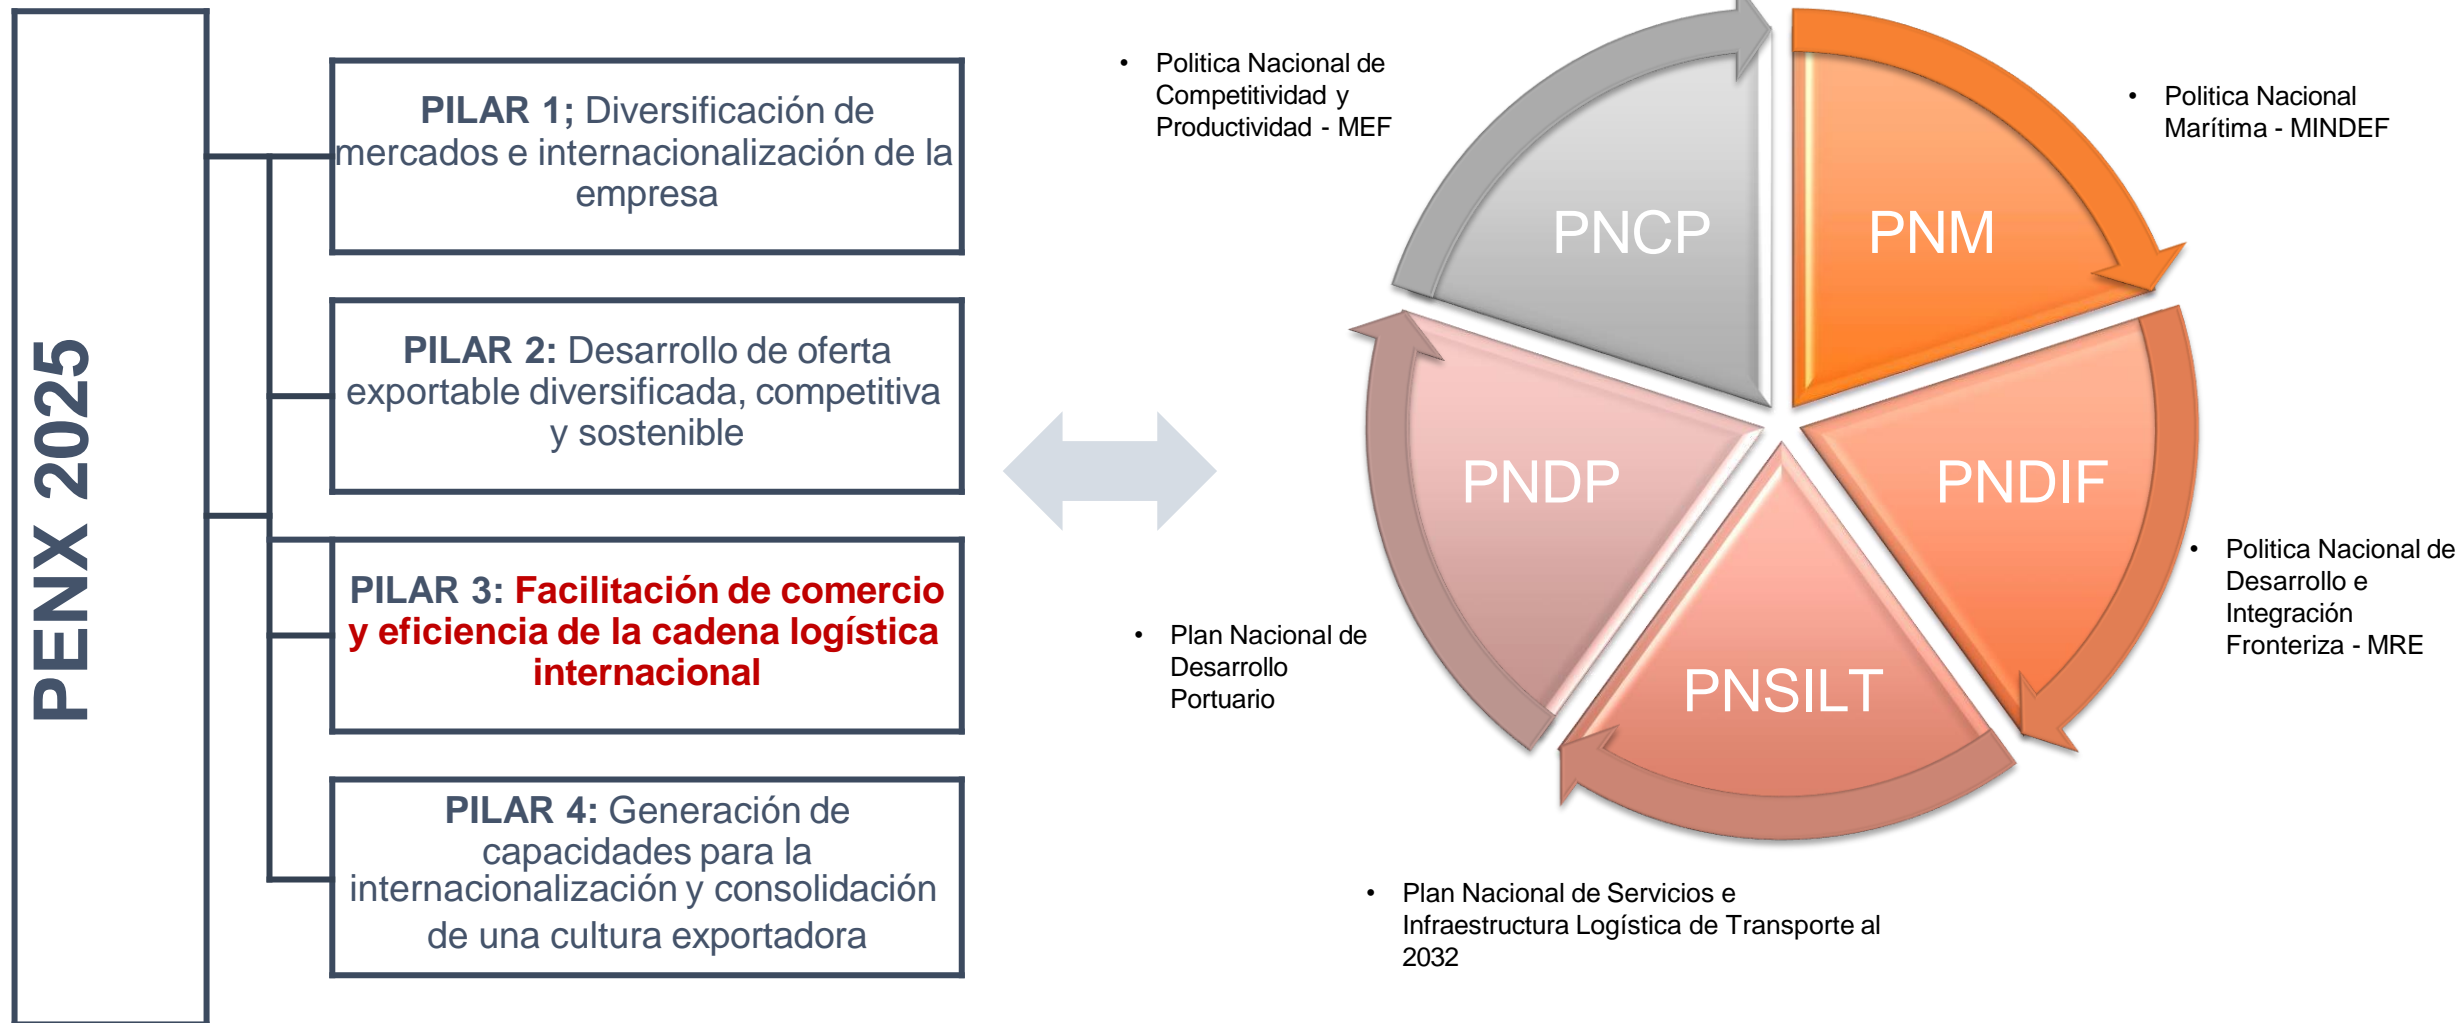 PENX 2025
PILAR 1; Diversificación de
mercados e internacionalización de la
empresa
PILAR 2: Desarrollo de oferta
exportable diversificada, competitiva
y sostenible
PILAR 3: Facilitación de comercio
y eficiencia de la cadena logística
internacional
PILAR 4: Generación de
capacidades para la
internacionalización y consolidación
de una cultura exportadora
• Politica Nacional de
Competitividad y
Productividad - MEF
PNCP
PNM
• Politica Nacional
Marítima - MINDEF
PNDP
PNDIF
• Politica Nacional de
Desarrollo e
Integración
Fronteriza - MRE
• Plan Nacional de
Desarrollo
Portuario
PNSILT
• Plan Nacional de Servicios e
Infraestructura Logística de Transporte al
2032